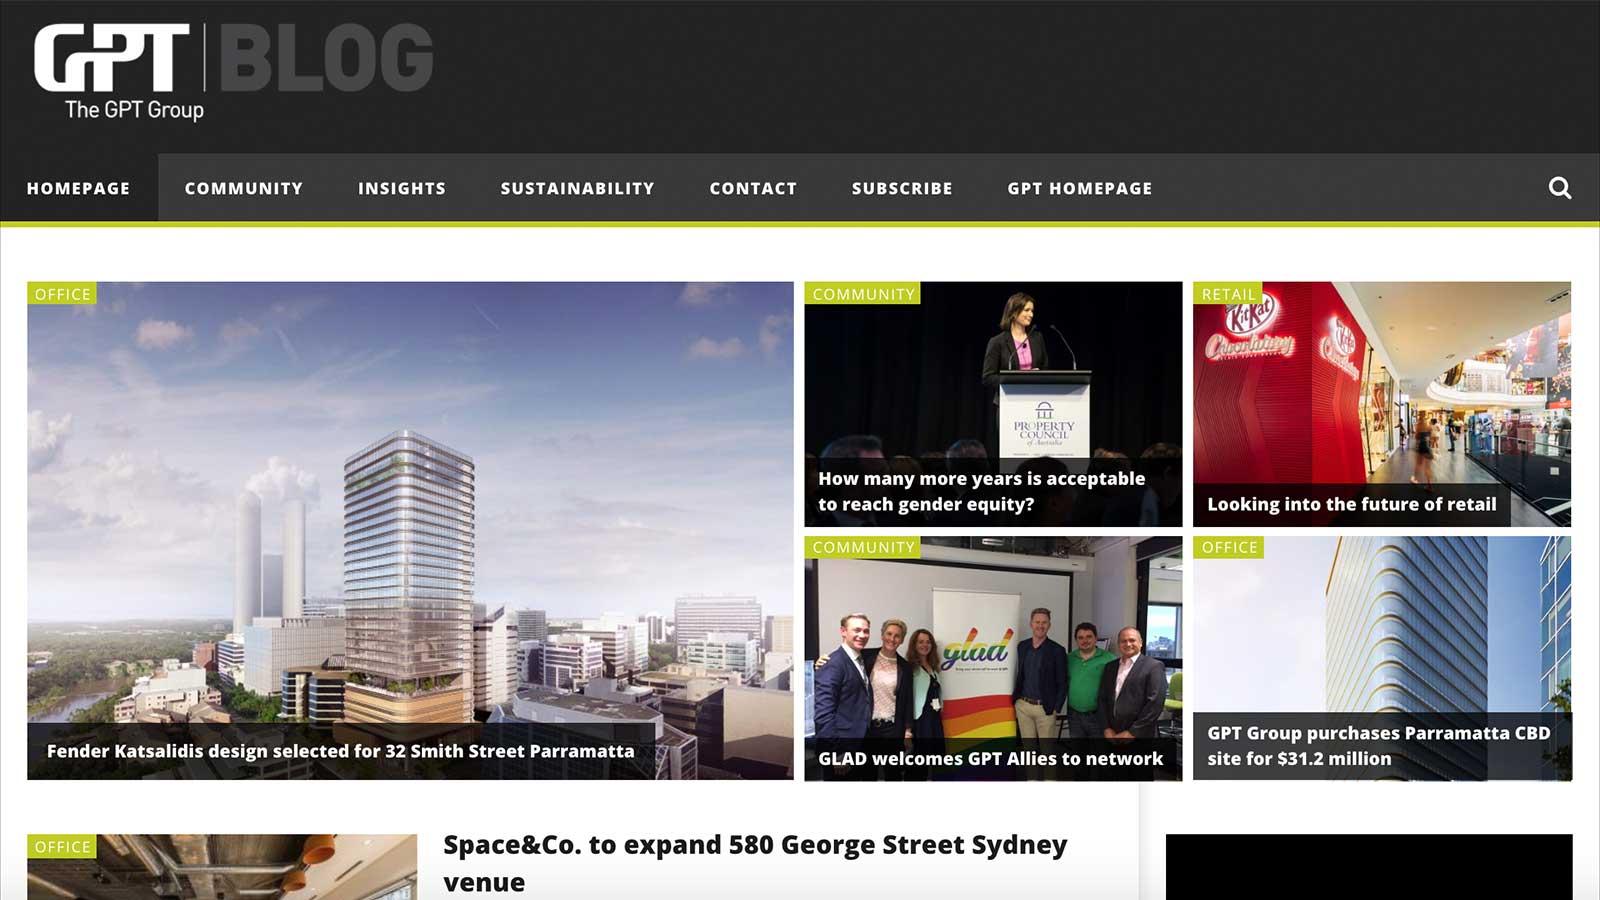 GPT BLOG
The GPT Group
HOMEPAGE COMMUNITY INSIGHTS SUSTAINABILITY CONTACT SUBSCRIBE GPT HOMEPAGE
OFFICE
Fender Katsalidis design selected for 32 Smith Street Parramatta
COMMUNITY
PROPERTY
COUNCIL
of Australia
How many more years is acceptable
to reach gender equity?
RETAIL
KitKat
Chocolatory
KitKat
Chocolatory
Looking into the future of retail
COMMUNITY
glad
GLAD welcomes GPT Allies to network
OFFICE
GPT Group purchases Parramatta CBD
site for $31.2 million
OFFICE
Space&Co. to expand 580 George Street Sydney
venue